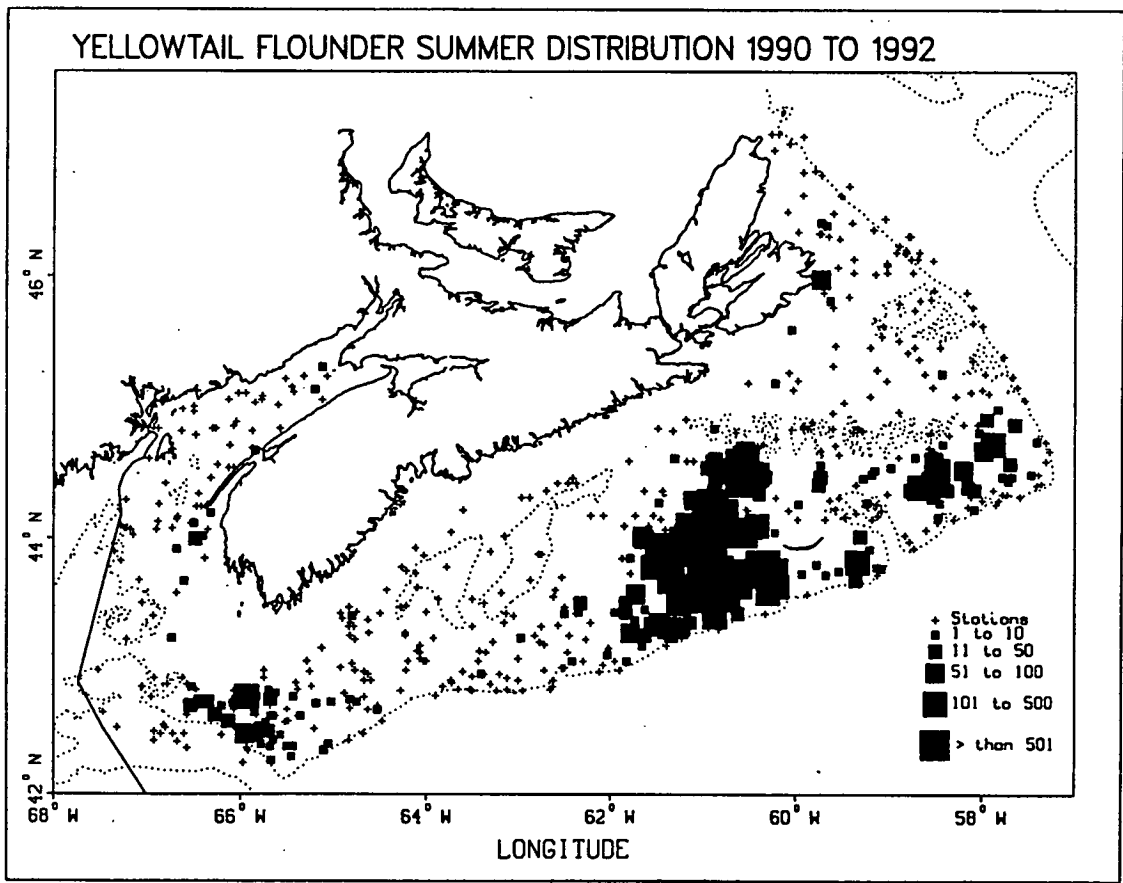 YELLOWTAIL FLOUNDER SUMMER DISTRIBUTION 1990 TO 1992
46° N
44° N
42° N
+ Stations
1 to 10
11 to 50
51 to 100
101 to 500
> than 501
68° W 66° W 64° W 62° W 60° W 58° W
LONGITUDE